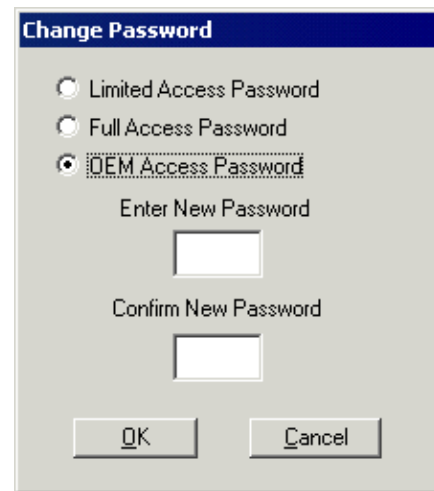 Change Password
Limited Access Password
Full Access Password
OEM Access Password
Enter New Password
Confirm New Password
OK
Cancel